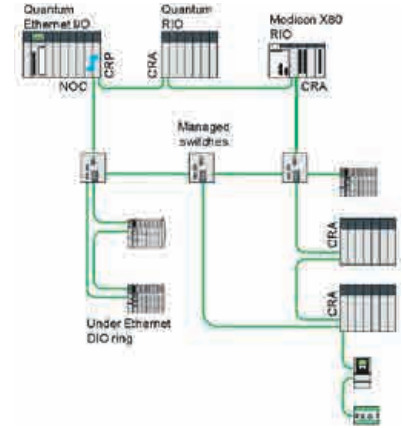 Quantum
Ethernet I/O
Quantum
RIO
Modicon X80
RIO
CRP
CRA
NOC
CRA
Managed
switches
CRA
CRA
Under Ethernet
DIO ring